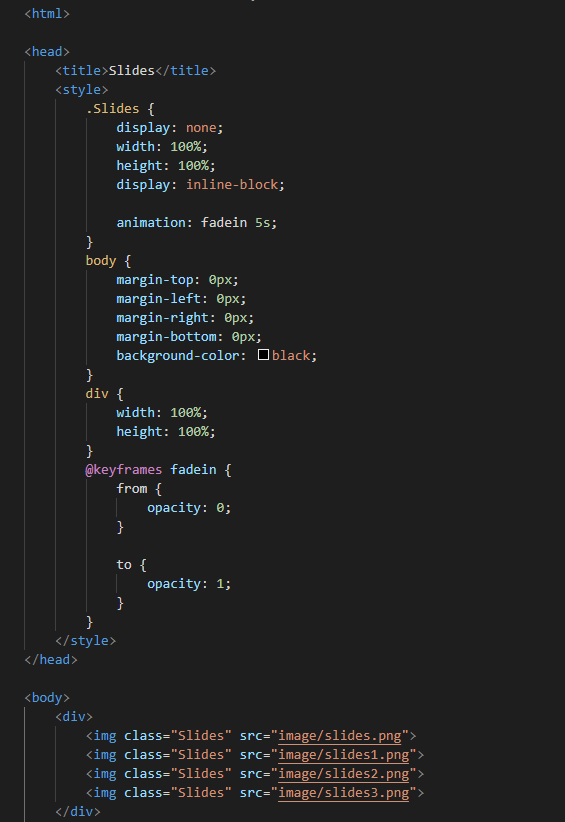 <html>
<head>
<title>Slides</title>
<style>
.Slides {
display: none;
width: 100%;
height: 100%;
display: inline-block;
animation: fadein 5s;
}
body {
margin-top: 0px;
margin-left: 0px;
margin-right: 0px;
margin-bottom: 0px;
background-color: black;
}
div {
width: 100%;
height: 100%;
}
@keyframes fadein {
from {
opacity: 0;
}
to {
opacity: 1;
}
}
</style>
</head>
<body>
<div>
<img class="Slides" src="image/slides.png">
<img class="Slides" src="image/slides1.png">
<img class="Slides" src="image/slides2.png">
<img class="Slides" src="image/slides3.png">
</div>